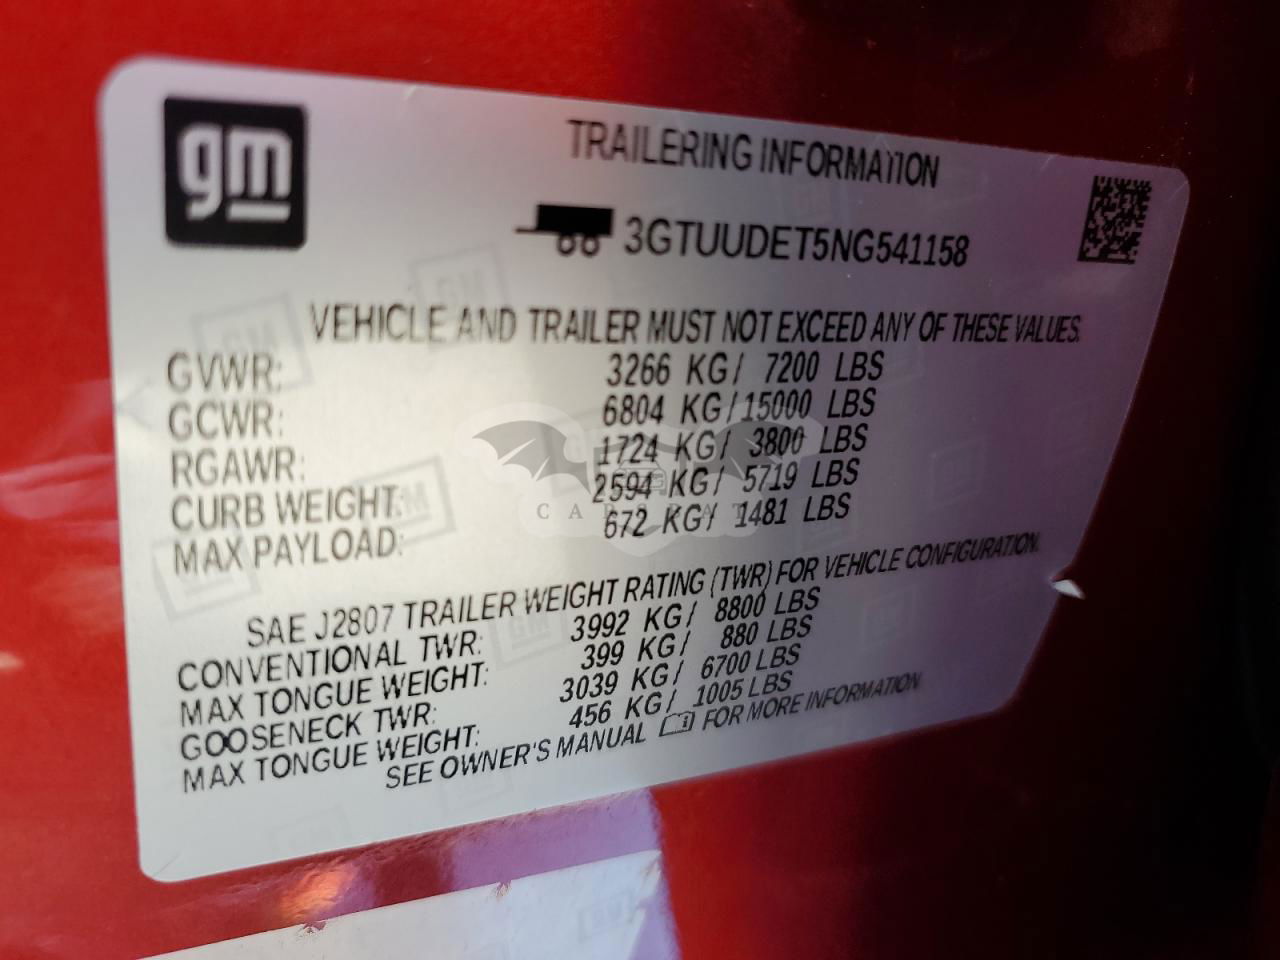 gm
TRAILERING INFORMATION
3GTUUDET5NG541158
VEHICLE AND TRAILER MUST NOT EXCEED ANY OF THESE VALUES.
GVWR: 3266 KG / 7200 LBS
GCWR: 6804 KG / 15000 LBS
RGAWR: 1724 KG / 3800 LBS
CURB WEIGHT: 2594 KG / 5719 LBS
MAX PAYLOAD: 672 KG / 1481 LBS
SAE J2807 TRAILER WEIGHT RATING (TWR) FOR VEHICLE CONFIGURATION.
CONVENTIONAL TWR: 3992 KG / 8800 LBS
MAX TONGUE WEIGHT: 399 KG / 880 LBS
GOOSENECK TWR: 3039 KG / 6700 LBS
MAX TONGUE WEIGHT: 456 KG / 1005 LBS
SEE OWNER'S MANUAL FOR MORE INFORMATION